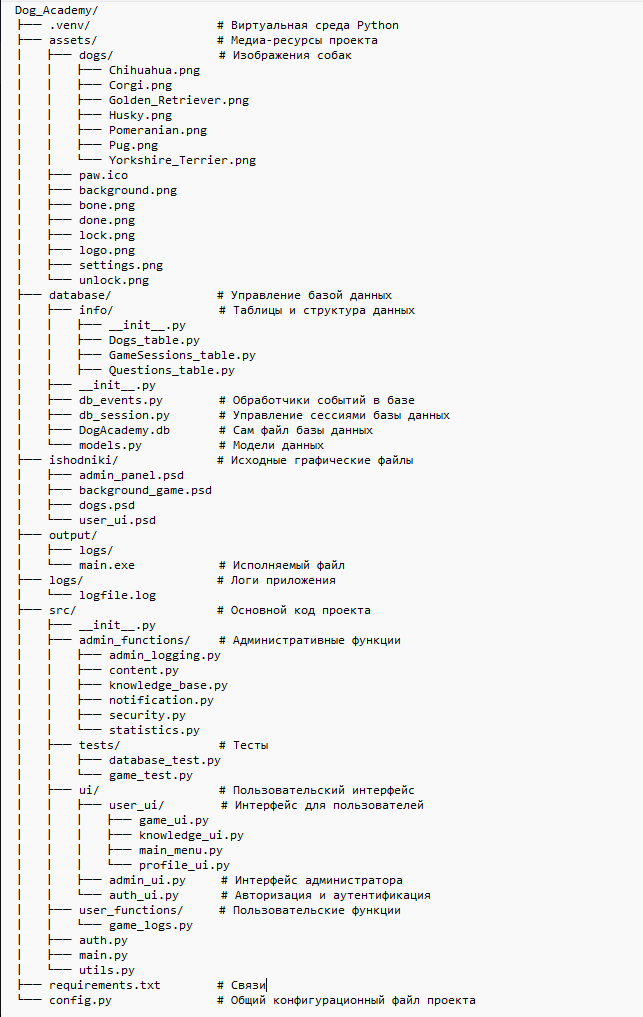 Dog_Academy/
├── .venv/                  # Виртуальная среда Python
├── assets/                 # Медиа-ресурсы проекта
│   ├── dogs/               # Изображения собак
│   │   ├── Chihuahua.png
│   │   ├── Corgi.png
│   │   ├── Golden_Retriever.png
│   │   ├── Husky.png
│   │   ├── Pomeranian.png
│   │   ├── Pug.png
│   │   └── Yorkshire_Terrier.png
│   ├── paw.ico
│   ├── background.png
│   ├── bone.png
│   ├── done.png
│   ├── lock.png
│   ├── logo.png
│   ├── settings.png
│   └── unlock.png
├── database/               # Управление базой данных
│   ├── info/               # Таблицы и структура данных
│   │   ├── __init__.py
│   │   ├── Dogs_table.py
│   │   ├── GameSessions_table.py
│   │   ├── Questions_table.py
│   ├── __init__.py
│   ├── db_events.py        # Обработчики событий в базе
│   ├── db_session.py       # Управление сессиями базы данных
│   ├── DogAcademy.db       # Сам файл базы данных
│   └── models.py           # Модели данных
├── ishodniki/              # Исходные графические файлы
│   ├── admin_panel.psd
│   ├── background_game.psd
│   ├── dogs.psd
│   └── user_ui.psd
├── output/
│   ├── logs/
│   └── main.exe            # Исполняемый файл
├── logs/                   # Логи приложения
│   └── logfile.log
├── src/                    # Основной код проекта
│   ├── __init__.py
│   ├── admin_functions/    # Административные функции
│   │   ├── admin_logging.py
│   │   ├── content.py
│   │   ├── knowledge_base.py
│   │   ├── notification.py
│   │   ├── security.py
│   │   └── statistics.py
│   ├── tests/              # Тесты
│   │   ├── database_test.py
│   │   └── game_test.py
│   ├── ui/                 # Пользовательский интерфейс
│   │   ├── user_ui/        # Интерфейс для пользователей
│   │   │   ├── game_ui.py
│   │   │   ├── knowledge_ui.py
│   │   │   ├── main_menu.py
│   │   │   └── profile_ui.py
│   │   ├── admin_ui.py     # Интерфейс администратора
│   │   └── auth_ui.py      # Авторизация и аутентификация
│   ├── user_functions/     # Пользовательские функции
│   │   └── game_logs.py
│   ├── auth.py
│   ├── main.py
│   └── utils.py
├── requirements.txt        # Связи
└── config.py               # Общий конфигурационный файл проекта